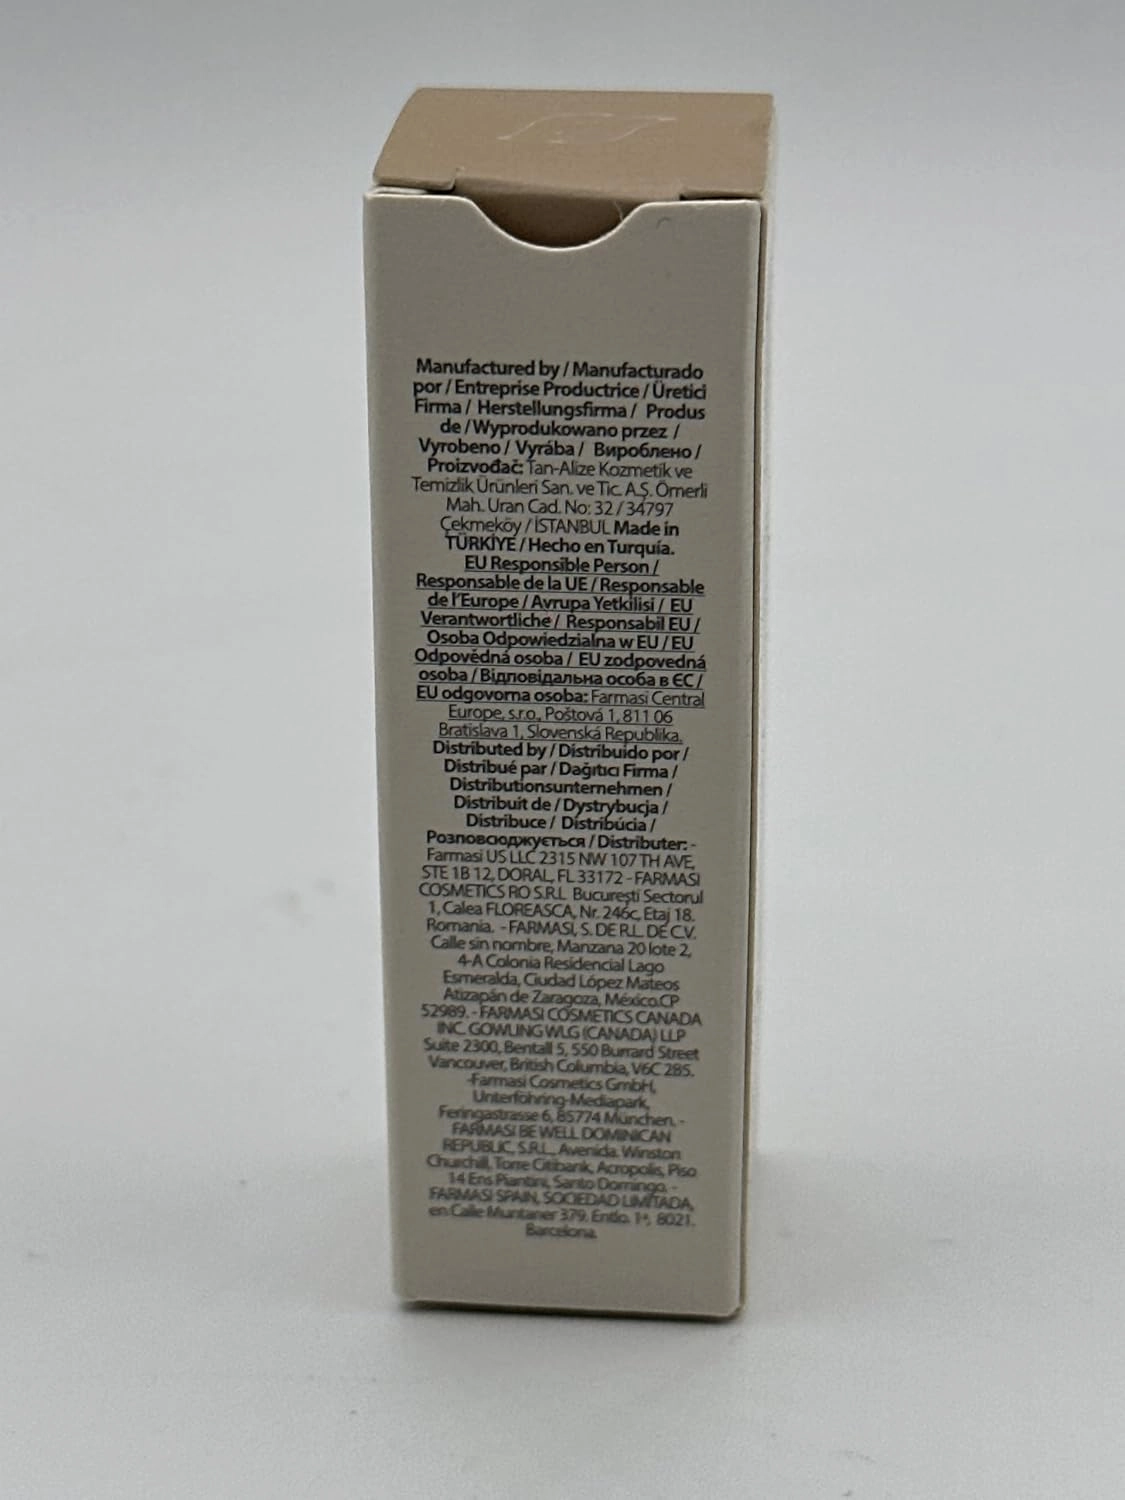 Manufactured by / Manufacturado
por / Entreprise Productrice / Üretici
Firma / Herstellungsfirma / Produs
de / Wyprodukowano przez /
Vyrobeno / Vyrába / Вироблено /
Proizvođač: Tan-Alize Kozmetik ve
Temizlik Ürünleri San. ve Tic. A.Ş. Ömerli
Mah. Uran Cad. No: 32 / 34797
Çekmeköy / İSTANBUL Made in
TÜRKİYE / Hecho en Turquía.
EU Responsible Person /
Responsable de la UE / Responsable
de l'Europe / Avrupa Yetkilisi / EU
Verantwortliche / Responsabil EU /
Osoba Odpowiedzialna w EU / EU
Odpovědná osoba / EU zodpovedná
osoba / Відповідальна особа в ЄС /
EU odgovorna osoba: Farmasi Central
Europe, s.r.o., Poštová 1, 811 06
Bratislava 1, Slovenská Republika.
Distributed by / Distribuido por /
Distribué par / Dağıtıcı Firma /
Distributionsunternehmen /
Distribuit de / Dystrybucja /
Distribuce / Distribúcia /
Розповсюджується / Distributer: -
Farmasi US LLC 2315 NW 107 TH AVE,
STE 1B 12, DORAL, FL 33172 - FARMASI
COSMETICS RO S.R.L. Bucureşti Sectorul
1, Calea FLOREASCA, Nr. 246c, Etaj 18.
Romania. - FARMASI, S. DE R.L. DE C.V.
Calle sin nombre, Manzana 20 lote 2,
4-A Colonia Residencial Lago
Esmeralda, Ciudad López Mateos
Atizapán de Zaragoza, México.CP
52989. - FARMASI COSMETICS CANADA
INC. GOWLING WLG (CANADA) LLP
Suite 2300, Bentall 5, 550 Burrard Street
Vancouver, British Columbia, V6C 2B5.
-Farmasi Cosmetics GmbH,
Unterföhring-Mediapark,
Feringastrasse 6, 85774 München. -
FARMASI BE WELL DOMINICAN
REPUBLIC, S.R.L., Avenida. Winston
Churchill, Torre Citibank, Acropolis, Piso
14 Ens Piantini, Santo Domingo. -
FARMASI SPAIN, SOCIEDAD LIMITADA,
en Calle Muntaner 379. Entlo. 1ª, 8021.
Barcelona.